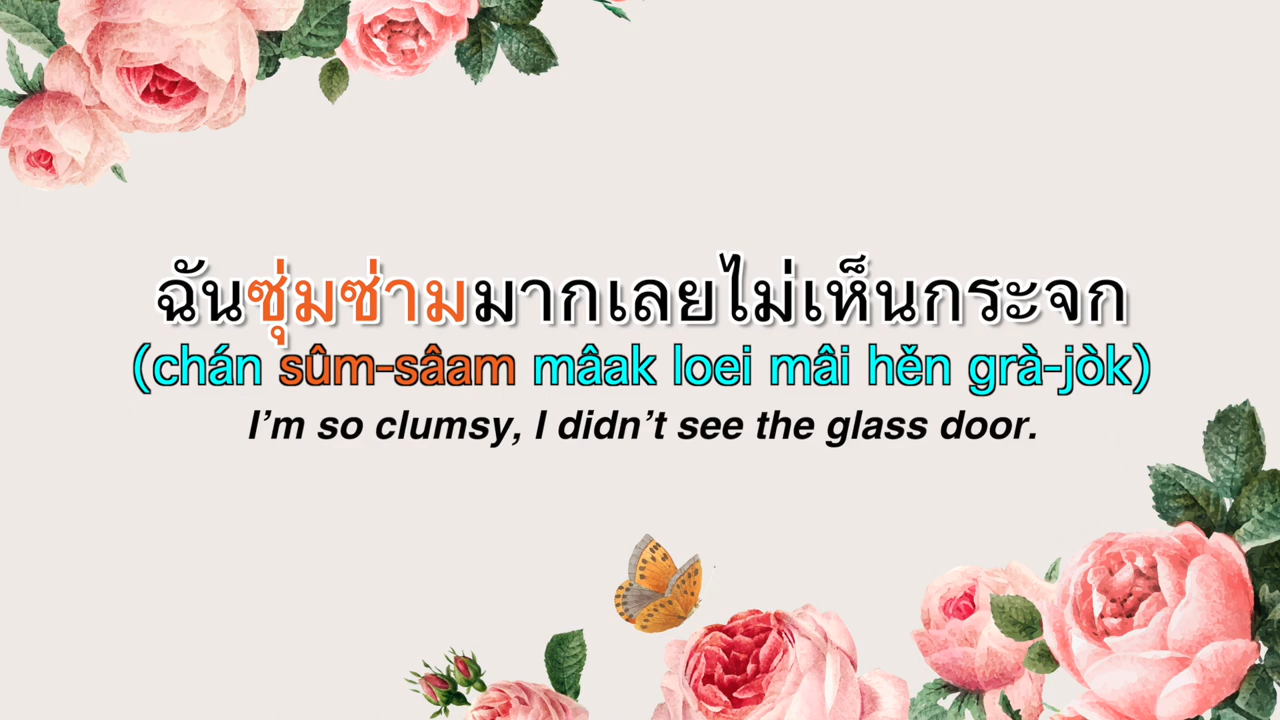 ฉันซุ่มซ่ามมากเลยไม่เห็นกระจก
(chán sûm-sâam mâak loei mâi hěn grà-jòk)
I’m so clumsy, I didn’t see the glass door.